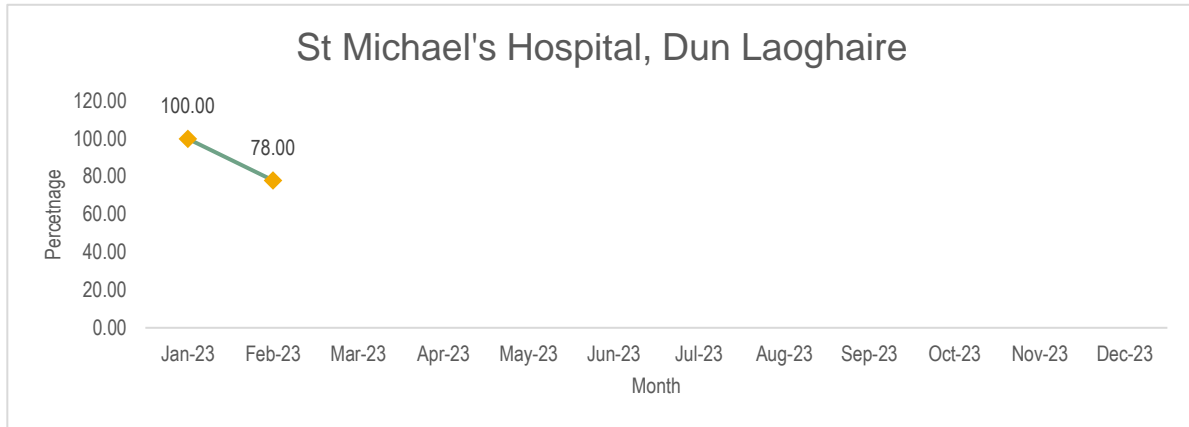 St Michael's Hospital, Dun Laoghaire
120.00
100.00
100.00
78.00
80.00
60.00
40.00
20.00
0.00
Percetnage
Jan-23 Feb-23 Mar-23 Apr-23 May-23 Jun-23 Jul-23 Aug-23 Sep-23 Oct-23 Nov-23 Dec-23
Month